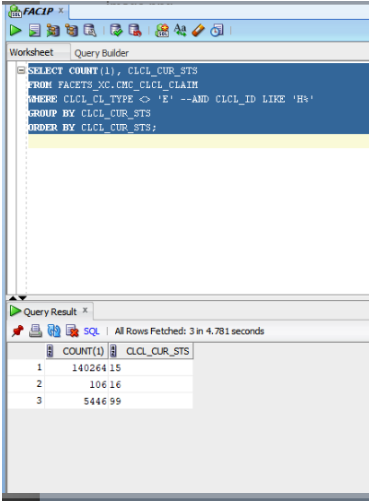 FAC1P
Worksheet Query Builder
SELECT COUNT(1), CLCL_CUR_STS
FROM FACETS_XC.CMC_CLCL_CLAIM
WHERE CLCL_CL_TYPE <> 'E' --AND CLCL_ID LIKE 'H%'
GROUP BY CLCL_CUR_STS
ORDER BY CLCL_CUR_STS;
Query Result
SQL | All Rows Fetched: 3 in 4.781 seconds
COUNT(1) CLCL_CUR_STS
1 140264 15
2 106 16
3 5446 99